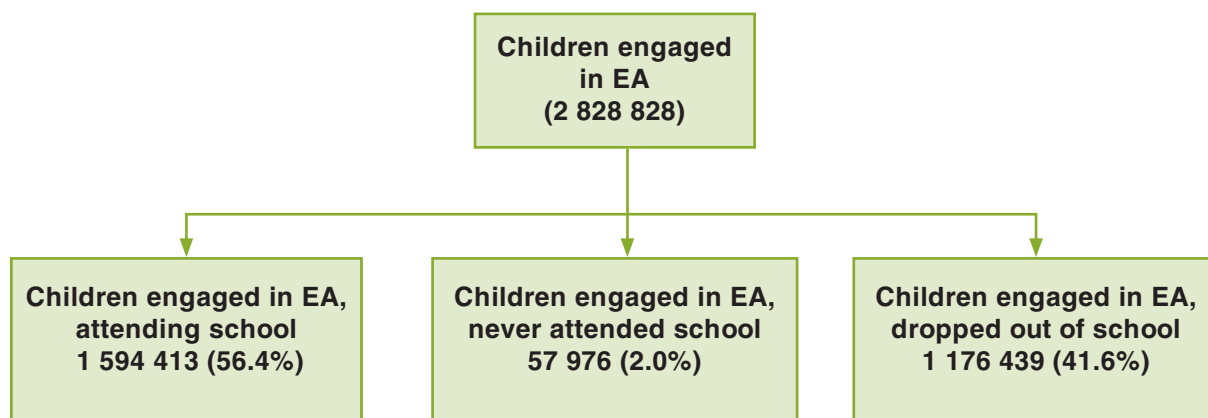 Children engaged
in EA
(2 828 828)
Children engaged in EA,
attending school
1 594 413 (56.4%)
Children engaged in EA,
never attended school
57 976 (2.0%)
Children engaged in EA,
dropped out of school
1 176 439 (41.6%)